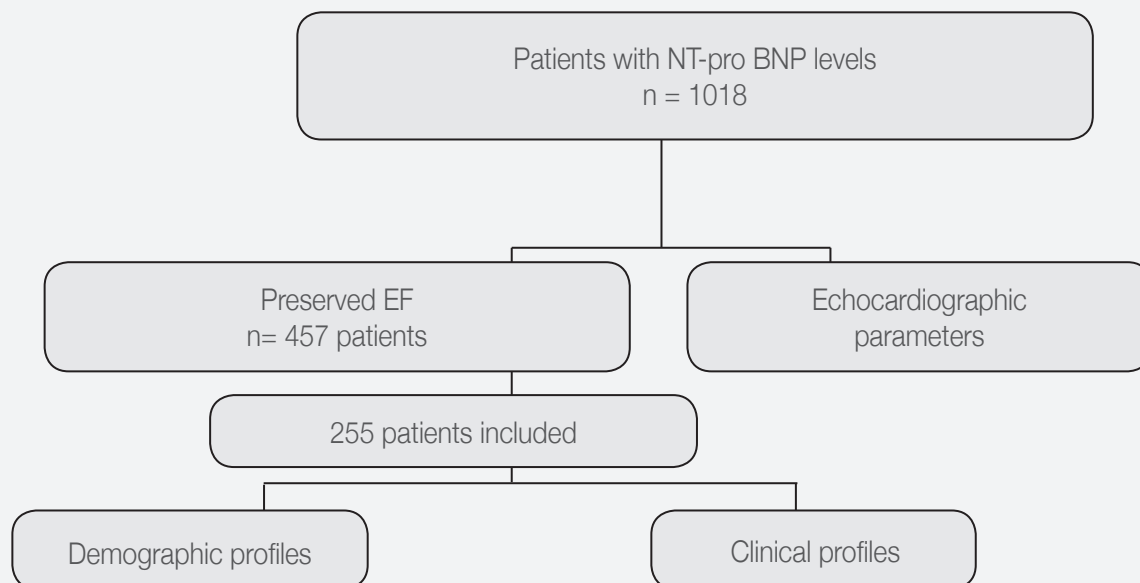 Patients with NT-pro BNP levels
n = 1018
Preserved EF
n= 457 patients
Echocardiographic
parameters
255 patients included
Demographic profiles
Clinical profiles